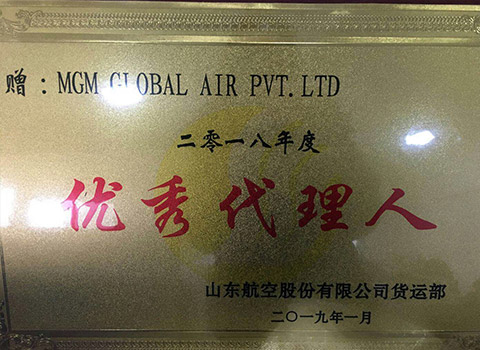 赠：MGM GLOBAL AIR PVT.LTD
二零一八年度
优秀代理人
山东航空股份有限公司货运部
二〇一九年一月